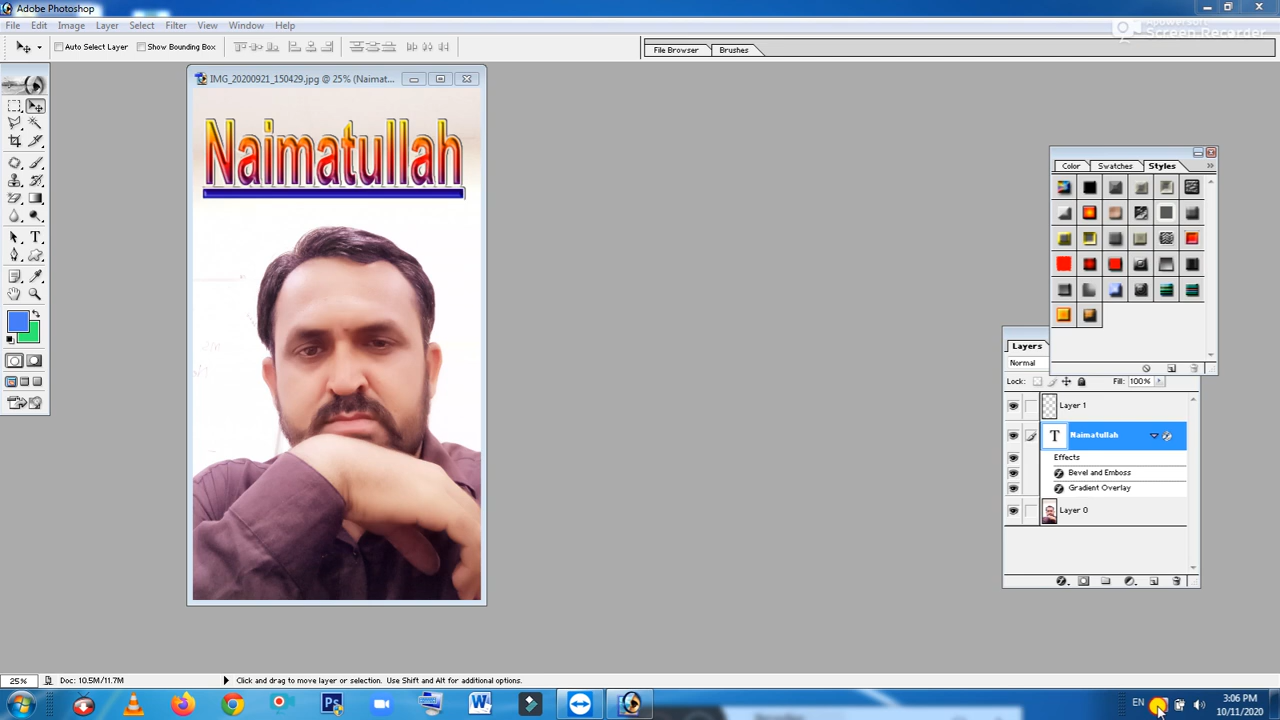 Adobe Photoshop
File Edit Image Layer Select Filter View Window Help
Apowersoft
Screen Recorder
Auto Select Layer Show Bounding Box
File Browser Brushes
IMG_20200921_150429.jpg @ 25% (Naimat...
Naimatullah
Color Swatches Styles
Layers
Normal
Lock: Fill: 100%
Layer 1
T Naimatullah
Effects
Bevel and Emboss
Gradient Overlay
Layer 0
25% Doc: 10.5M/11.7M Click and drag to move layer or selection. Use Shift and Alt for additional options.
EN 3:06 PM
10/11/2020